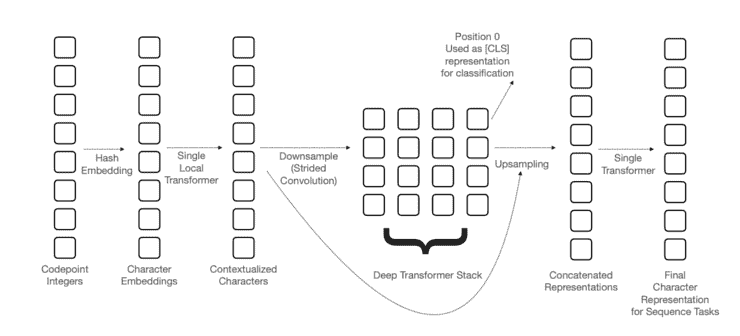 Position 0
Used as [CLS]
representation
for classification
Hash
Embedding
Single
Local
Transformer
Downsample
(Strided
Convolution)
Upsampling
Single
Transformer
Deep Transformer Stack
Codepoint
Integers
Character
Embeddings
Contextualized
Characters
Concatenated
Representations
Final
Character
Representation
for Sequence Tasks